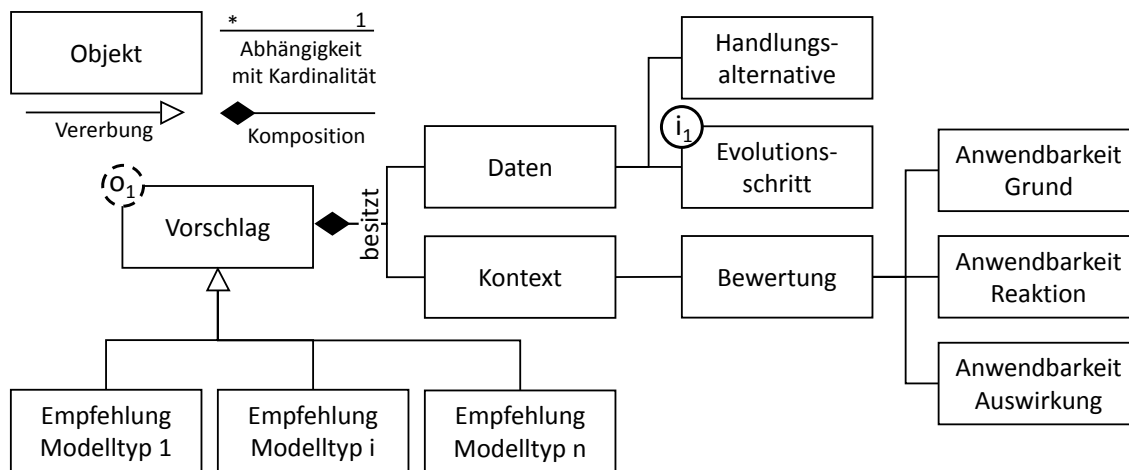 Objekt
* 1
Abhängigkeit
mit Kardinalität
Vererbung
Komposition
o1
Vorschlag
besitzt
Daten
Kontext
Handlungs-
alternative
i1
Evolutions-
schritt
Bewertung
Anwendbarkeit
Grund
Anwendbarkeit
Reaktion
Anwendbarkeit
Auswirkung
Empfehlung
Modelltyp 1
Empfehlung
Modelltyp i
Empfehlung
Modelltyp n